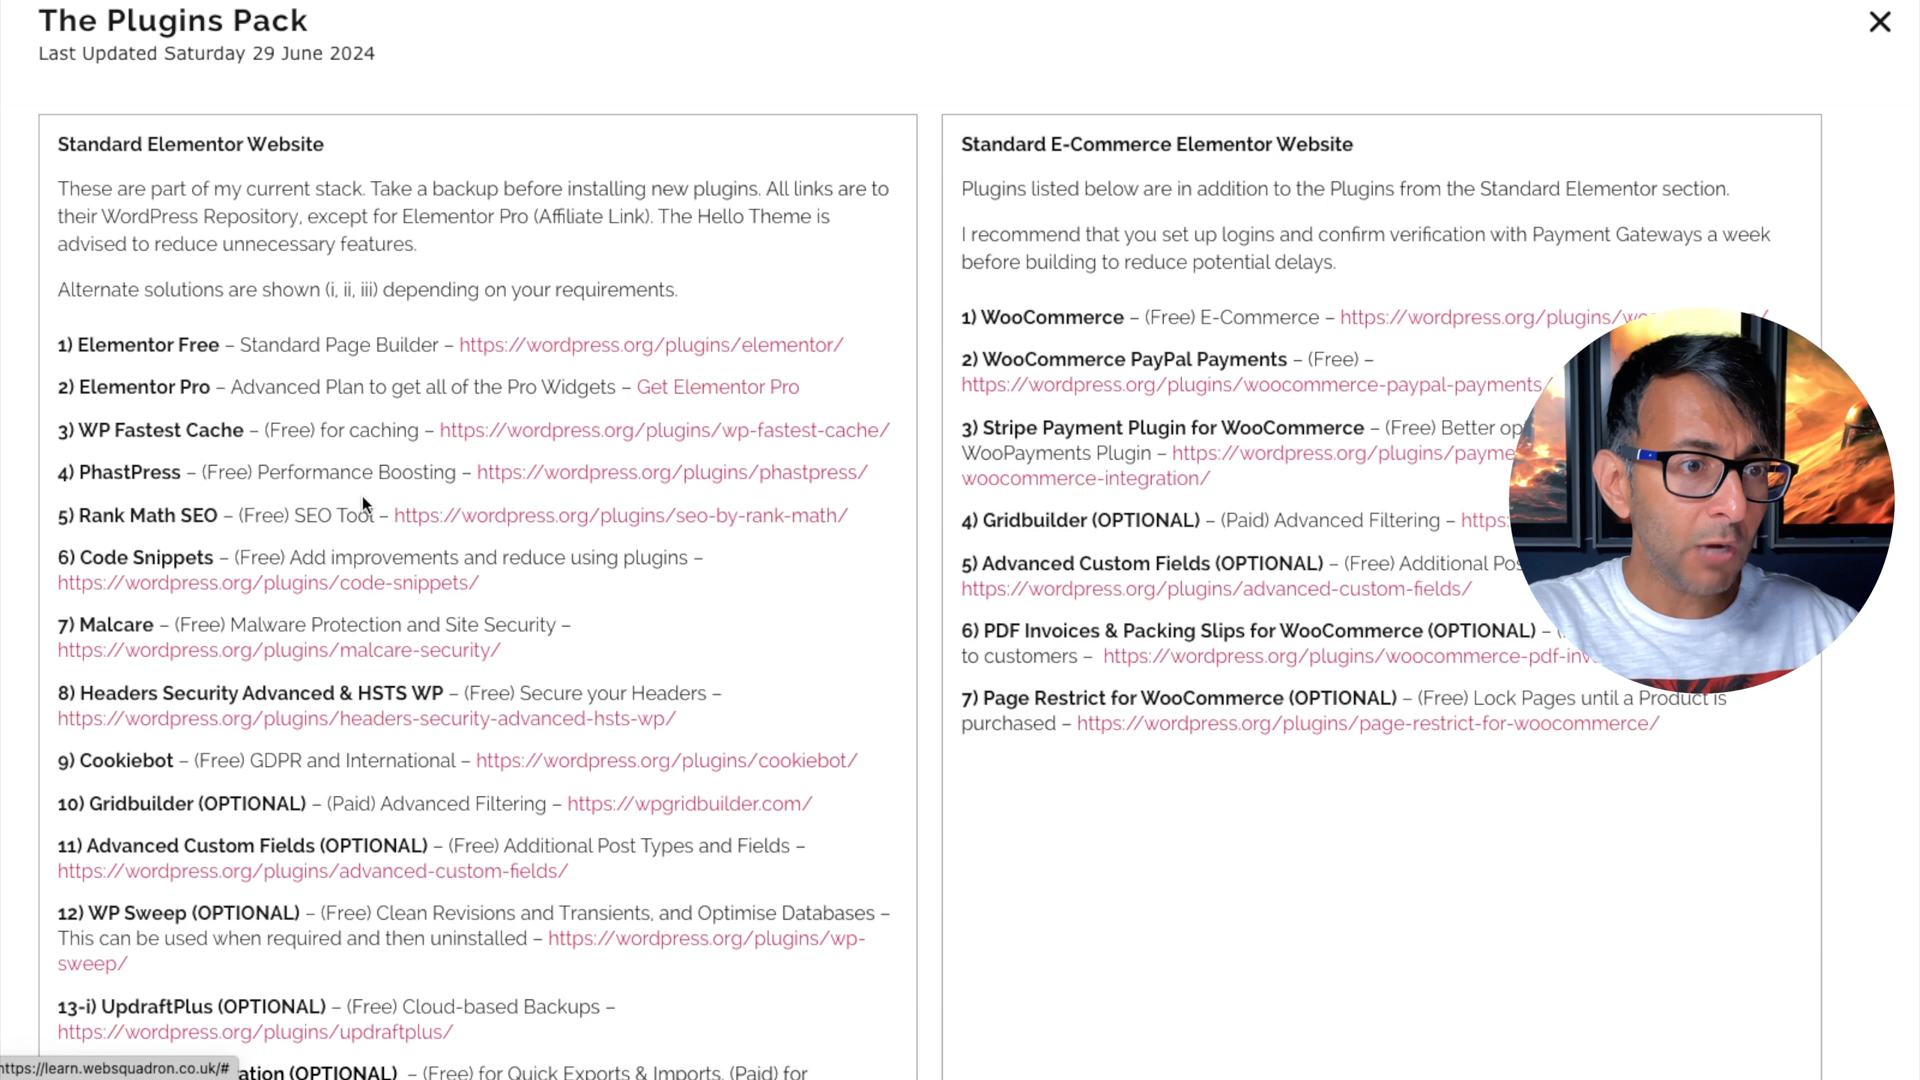 The Plugins Pack
Last Updated Saturday 29 June 2024
Standard Elementor Website
These are part of my current stack. Take a backup before installing new plugins. All links are to
their WordPress Repository, except for Elementor Pro (Affiliate Link). The Hello Theme is
advised to reduce unnecessary features.
Alternate solutions are shown (i, ii, iii) depending on your requirements.
1) Elementor Free – Standard Page Builder – https://wordpress.org/plugins/elementor/
2) Elementor Pro – Advanced Plan to get all of the Pro Widgets – Get Elementor Pro
3) WP Fastest Cache – (Free) for caching – https://wordpress.org/plugins/wp-fastest-cache/
4) PhastPress – (Free) Performance Boosting – https://wordpress.org/plugins/phastpress/
5) Rank Math SEO – (Free) SEO Tool – https://wordpress.org/plugins/seo-by-rank-math/
6) Code Snippets – (Free) Add improvements and reduce using plugins –
https://wordpress.org/plugins/code-snippets/
7) Malcare – (Free) Malware Protection and Site Security –
https://wordpress.org/plugins/malcare-security/
8) Headers Security Advanced & HSTS WP – (Free) Secure your Headers –
https://wordpress.org/plugins/headers-security-advanced-hsts-wp/
9) Cookiebot – (Free) GDPR and International – https://wordpress.org/plugins/cookiebot/
10) Gridbuilder (OPTIONAL) – (Paid) Advanced Filtering – https://wpgridbuilder.com/
11) Advanced Custom Fields (OPTIONAL) – (Free) Additional Post Types and Fields –
https://wordpress.org/plugins/advanced-custom-fields/
12) WP Sweep (OPTIONAL) – (Free) Clean Revisions and Transients, and Optimise Databases –
This can be used when required and then uninstalled – https://wordpress.org/plugins/wp-
sweep/
13-i) UpdraftPlus (OPTIONAL) – (Free) Cloud-based Backups –
https://wordpress.org/plugins/updraftplus/
ation (OPTIONAL) – (Free) for Quick Exports & Imports, (Paid) for
https://learn.websquadron.co.uk/#
Standard E-Commerce Elementor Website
Plugins listed below are in addition to the Plugins from the Standard Elementor section.
I recommend that you set up logins and confirm verification with Payment Gateways a week
before building to reduce potential delays.
1) WooCommerce – (Free) E-Commerce – https://wordpress.org/plugins/wo
2) WooCommerce PayPal Payments – (Free) –
https://wordpress.org/plugins/woocommerce-paypal-payments/
3) Stripe Payment Plugin for WooCommerce – (Free) Better op
WooPayments Plugin – https://wordpress.org/plugins/payme
woocommerce-integration/
4) Gridbuilder (OPTIONAL) – (Paid) Advanced Filtering – https:
5) Advanced Custom Fields (OPTIONAL) – (Free) Additional Pos
https://wordpress.org/plugins/advanced-custom-fields/
6) PDF Invoices & Packing Slips for WooCommerce (OPTIONAL) –
to customers – https://wordpress.org/plugins/woocommerce-pdf-inv
7) Page Restrict for WooCommerce (OPTIONAL) – (Free) Lock Pages until a Product is
purchased – https://wordpress.org/plugins/page-restrict-for-woocommerce/